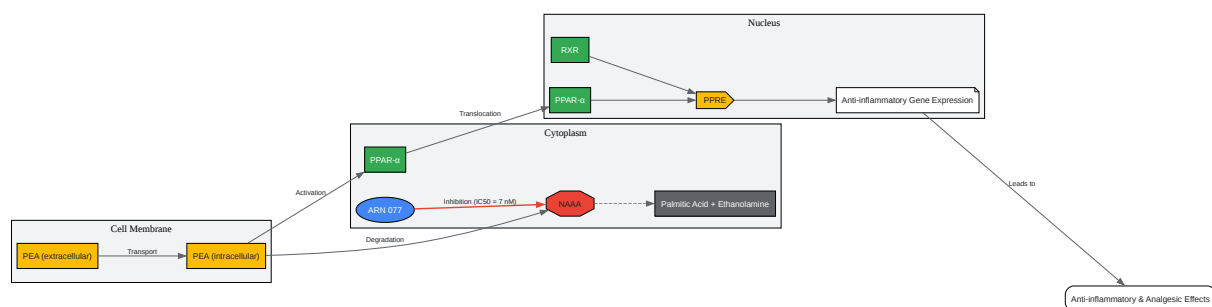 Nucleus
RXR
PPAR-α
PPRE
Anti-inflammatory Gene Expression
Translocation
Cytoplasm
PPAR-α
Activation
ARN 077
Inhibition (IC50 = 7 nM)
NAAA
Palmitic Acid + Ethanolamine
Leads to
Cell Membrane
PEA (extracellular)
Transport
PEA (intracellular)
Degradation
Anti-inflammatory & Analgesic Effects